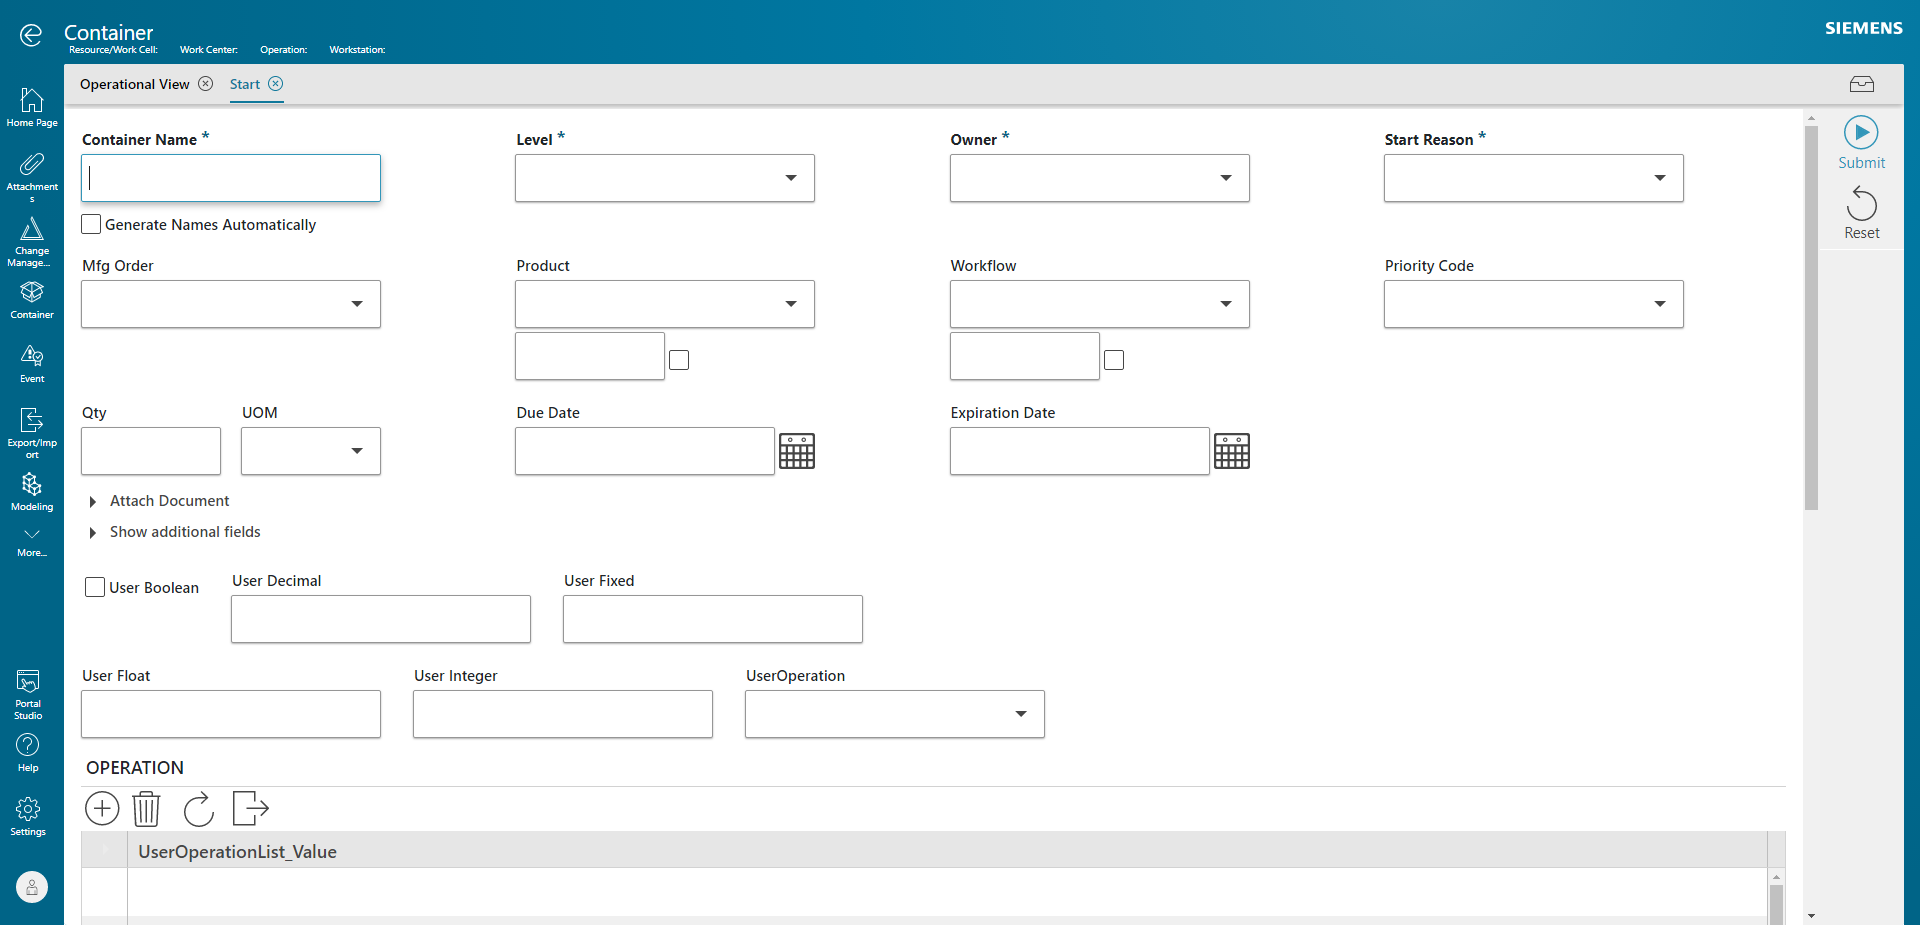 Container
Resource/Work Cell: Work Center: Operation: Workstation:
SIEMENS
Operational View Start
Home Page
Attachment
s
Change
Manage...
Container
Event
Export/Imp
ort
Modeling
More...
Portal
Studio
Help
Settings
Container Name * Level * Owner * Start Reason *
Generate Names Automatically
Mfg Order Product Workflow Priority Code
Qty UOM Due Date Expiration Date
Attach Document
Show additional fields
User Boolean User Decimal User Fixed
User Float User Integer UserOperation
OPERATION
UserOperationList_Value
Submit
Reset